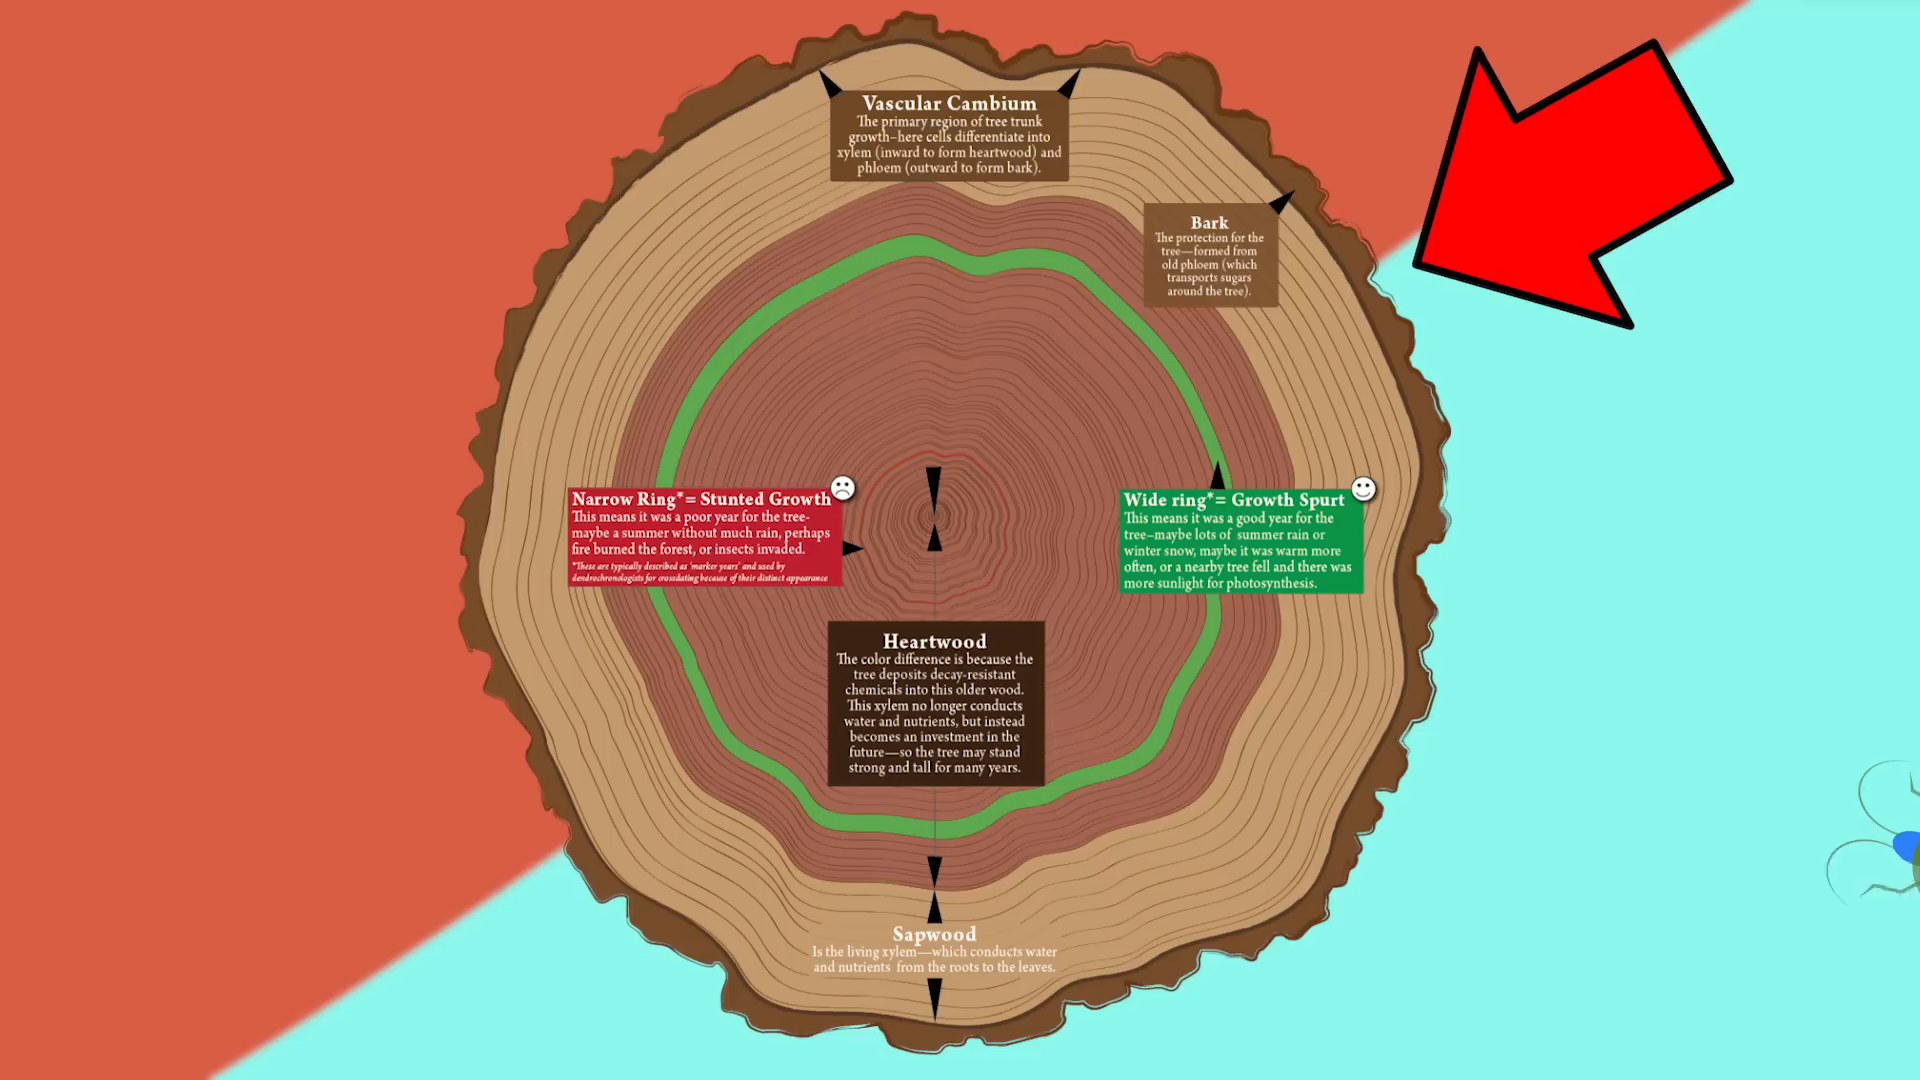 Vascular Cambium
The primary region of tree trunk
growth–here cells differentiate into
xylem (inward to form heartwood) and
phloem (outward to form bark).
Bark
The protection for the
tree—formed from
old phloem (which
transports sugars
around the tree).
Narrow Ring*= Stunted Growth
This means it was a poor year for the tree-
maybe a summer without much rain, perhaps
fire burned the forest, or insects invaded.
*These are typically described as 'marker years' and used by
dendrochronologists for crossdating because of their distinct appearance
Wide ring*= Growth Spurt
This means it was a good year for the
tree–maybe lots of summer rain or
winter snow, maybe it was warm more
often, or a nearby tree fell and there was
more sunlight for photosynthesis.
Heartwood
The color difference is because the
tree deposits decay-resistant
chemicals into this older wood.
This xylem no longer conducts
water and nutrients, but instead
becomes an investment in the
future—so the tree may stand
strong and tall for many years.
Sapwood
Is the living xylem—which conducts water
and nutrients from the roots to the leaves.